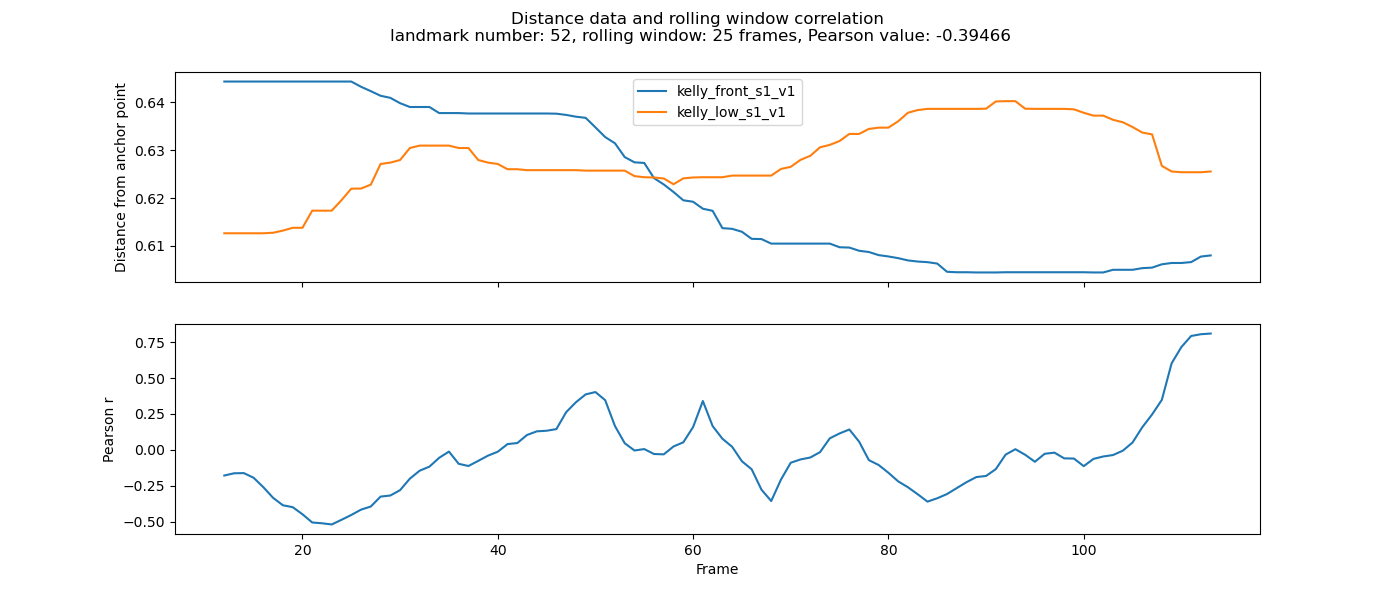 Distance data and rolling window correlation
landmark number: 52, rolling window: 25 frames, Pearson value: -0.39466
Distance from anchor point
0.64
0.63
0.62
0.61
kelly_front_s1_v1
kelly_low_s1_v1
Pearson r
0.75
0.50
0.25
0.00
−0.25
−0.50
20 40 60 80 100
Frame